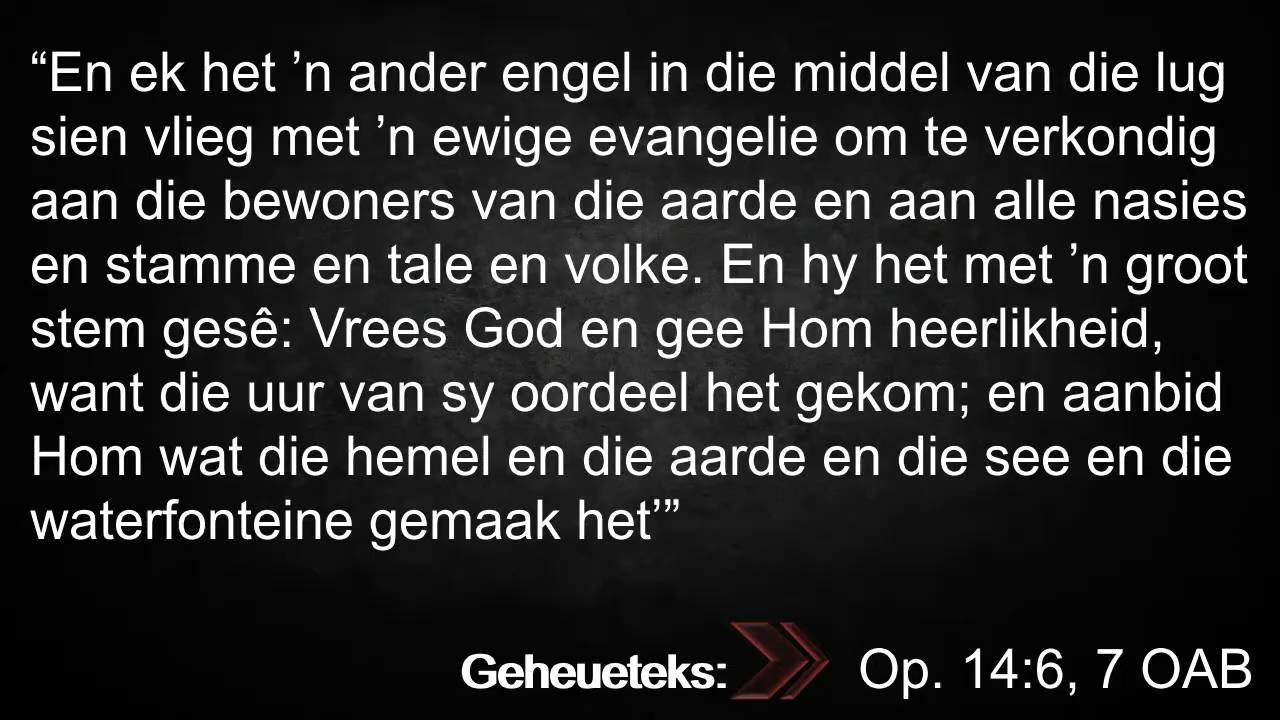 “En ek het ’n ander engel in die middel van die lug
sien vlieg met ’n ewige evangelie om te verkondig
aan die bewoners van die aarde en aan alle nasies
en stamme en tale en volke. En hy het met ’n groot
stem gesê: Vrees God en gee Hom heerlikheid,
want die uur van sy oordeel het gekom; en aanbid
Hom wat die hemel en die aarde en die see en die
waterfonteine gemaak het’”
Geheueteks: Op. 14:6, 7 OAB